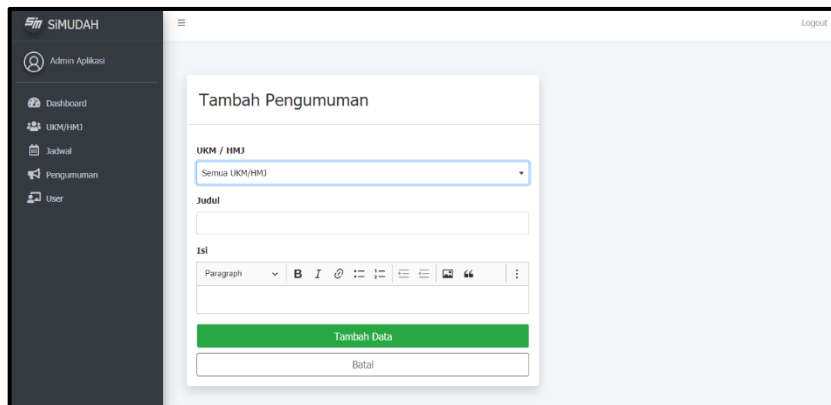 Sim SiMUDAH
Logout
Admin Aplikasi
Dashboard
UKM/HMJ
Jadwal
Pengumuman
User
Tambah Pengumuman
UKM / HMJ
Semua UKM/HMJ
Judul
Isi
Paragraph B I
Tambah Data
Batal